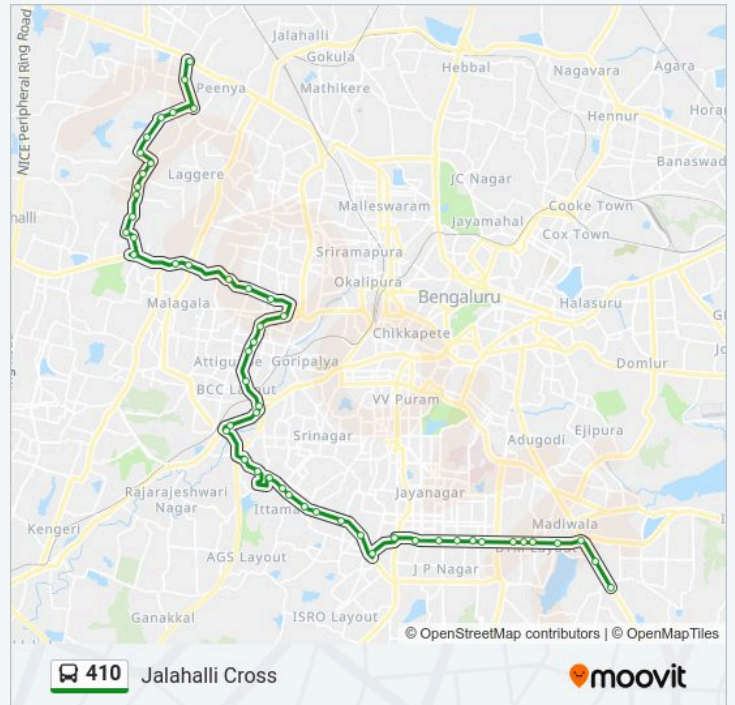 NICE Peripheral Ring Road
Jalahalli
Gokula
Hebbal
Nagavara
Agara
Peenya
Mathikere
Hennur
Banaswad
Laggere
JC Nagar
Malleswaram
Cooke Town
Jayamahal
Cox Town
halli
Sriramapura
Okalipura
Bengaluru
Malagala
Halasuru
Chikkapete
Attiguppe
Goripalya
Domlur
BCC Layout
VV Puram
Srinagar
Adugodi
Ejipura
Rajarajeshwari
Nagar
Jayanagar
Ittama
Madiwala
Kengeri
AGS Layout
J P Nagar
ISRO Layout
Ganakkal
© OpenStreetMap contributors | © OpenMapTiles
410 Jalahalli Cross
moovit